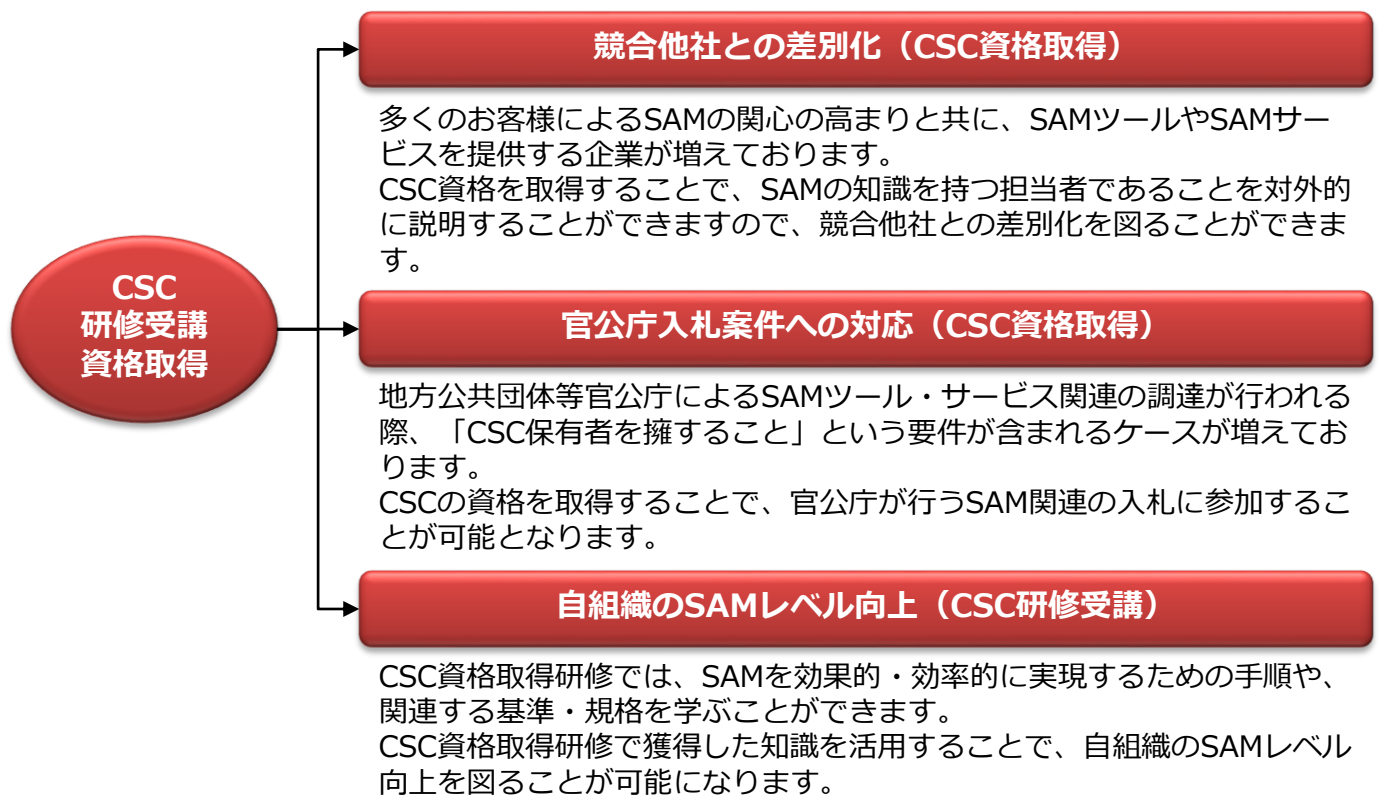 CSC
研修受講
資格取得
競合他社との差別化（CSC資格取得）
多くのお客様によるSAMの関心の高まりと共に、SAMツールやSAMサー
ビスを提供する企業が増えております。
CSC資格を取得することで、SAMの知識を持つ担当者であることを対外的
に説明することができますので、競合他社との差別化を図ることができま
す。
官公庁入札案件への対応（CSC資格取得）
地方公共団体等官公庁によるSAMツール・サービス関連の調達が行われる
際、「CSC保有者を擁すること」という要件が含まれるケースが増えてお
ります。
CSCの資格を取得することで、官公庁が行うSAM関連の入札に参加するこ
とが可能となります。
自組織のSAMレベル向上（CSC研修受講）
CSC資格取得研修では、SAMを効果的・効率的に実現するための手順や、
関連する基準・規格を学ぶことができます。
CSC資格取得研修で獲得した知識を活用することで、自組織のSAMレベル
向上を図ることが可能になります。